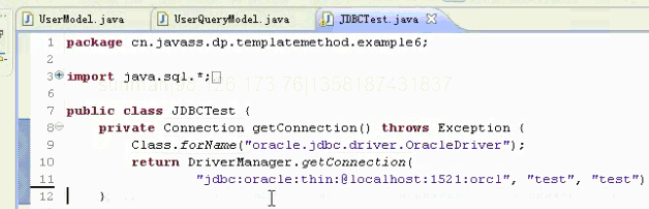 UserModel.java UserQueryModel.java JDBCTest.java
1 package cn.javass.dp.templatemethod.example6;
2
3 import java.sql.*;
6
7 public class JDBCTest {
8 private Connection getConnection() throws Exception {
9 Class.forName("oracle.jdbc.driver.OracleDriver");
10 return DriverManager.getConnection(
11 "jdbc:oracle:thin:@localhost:1521:orcl", "test", "test")
12 }